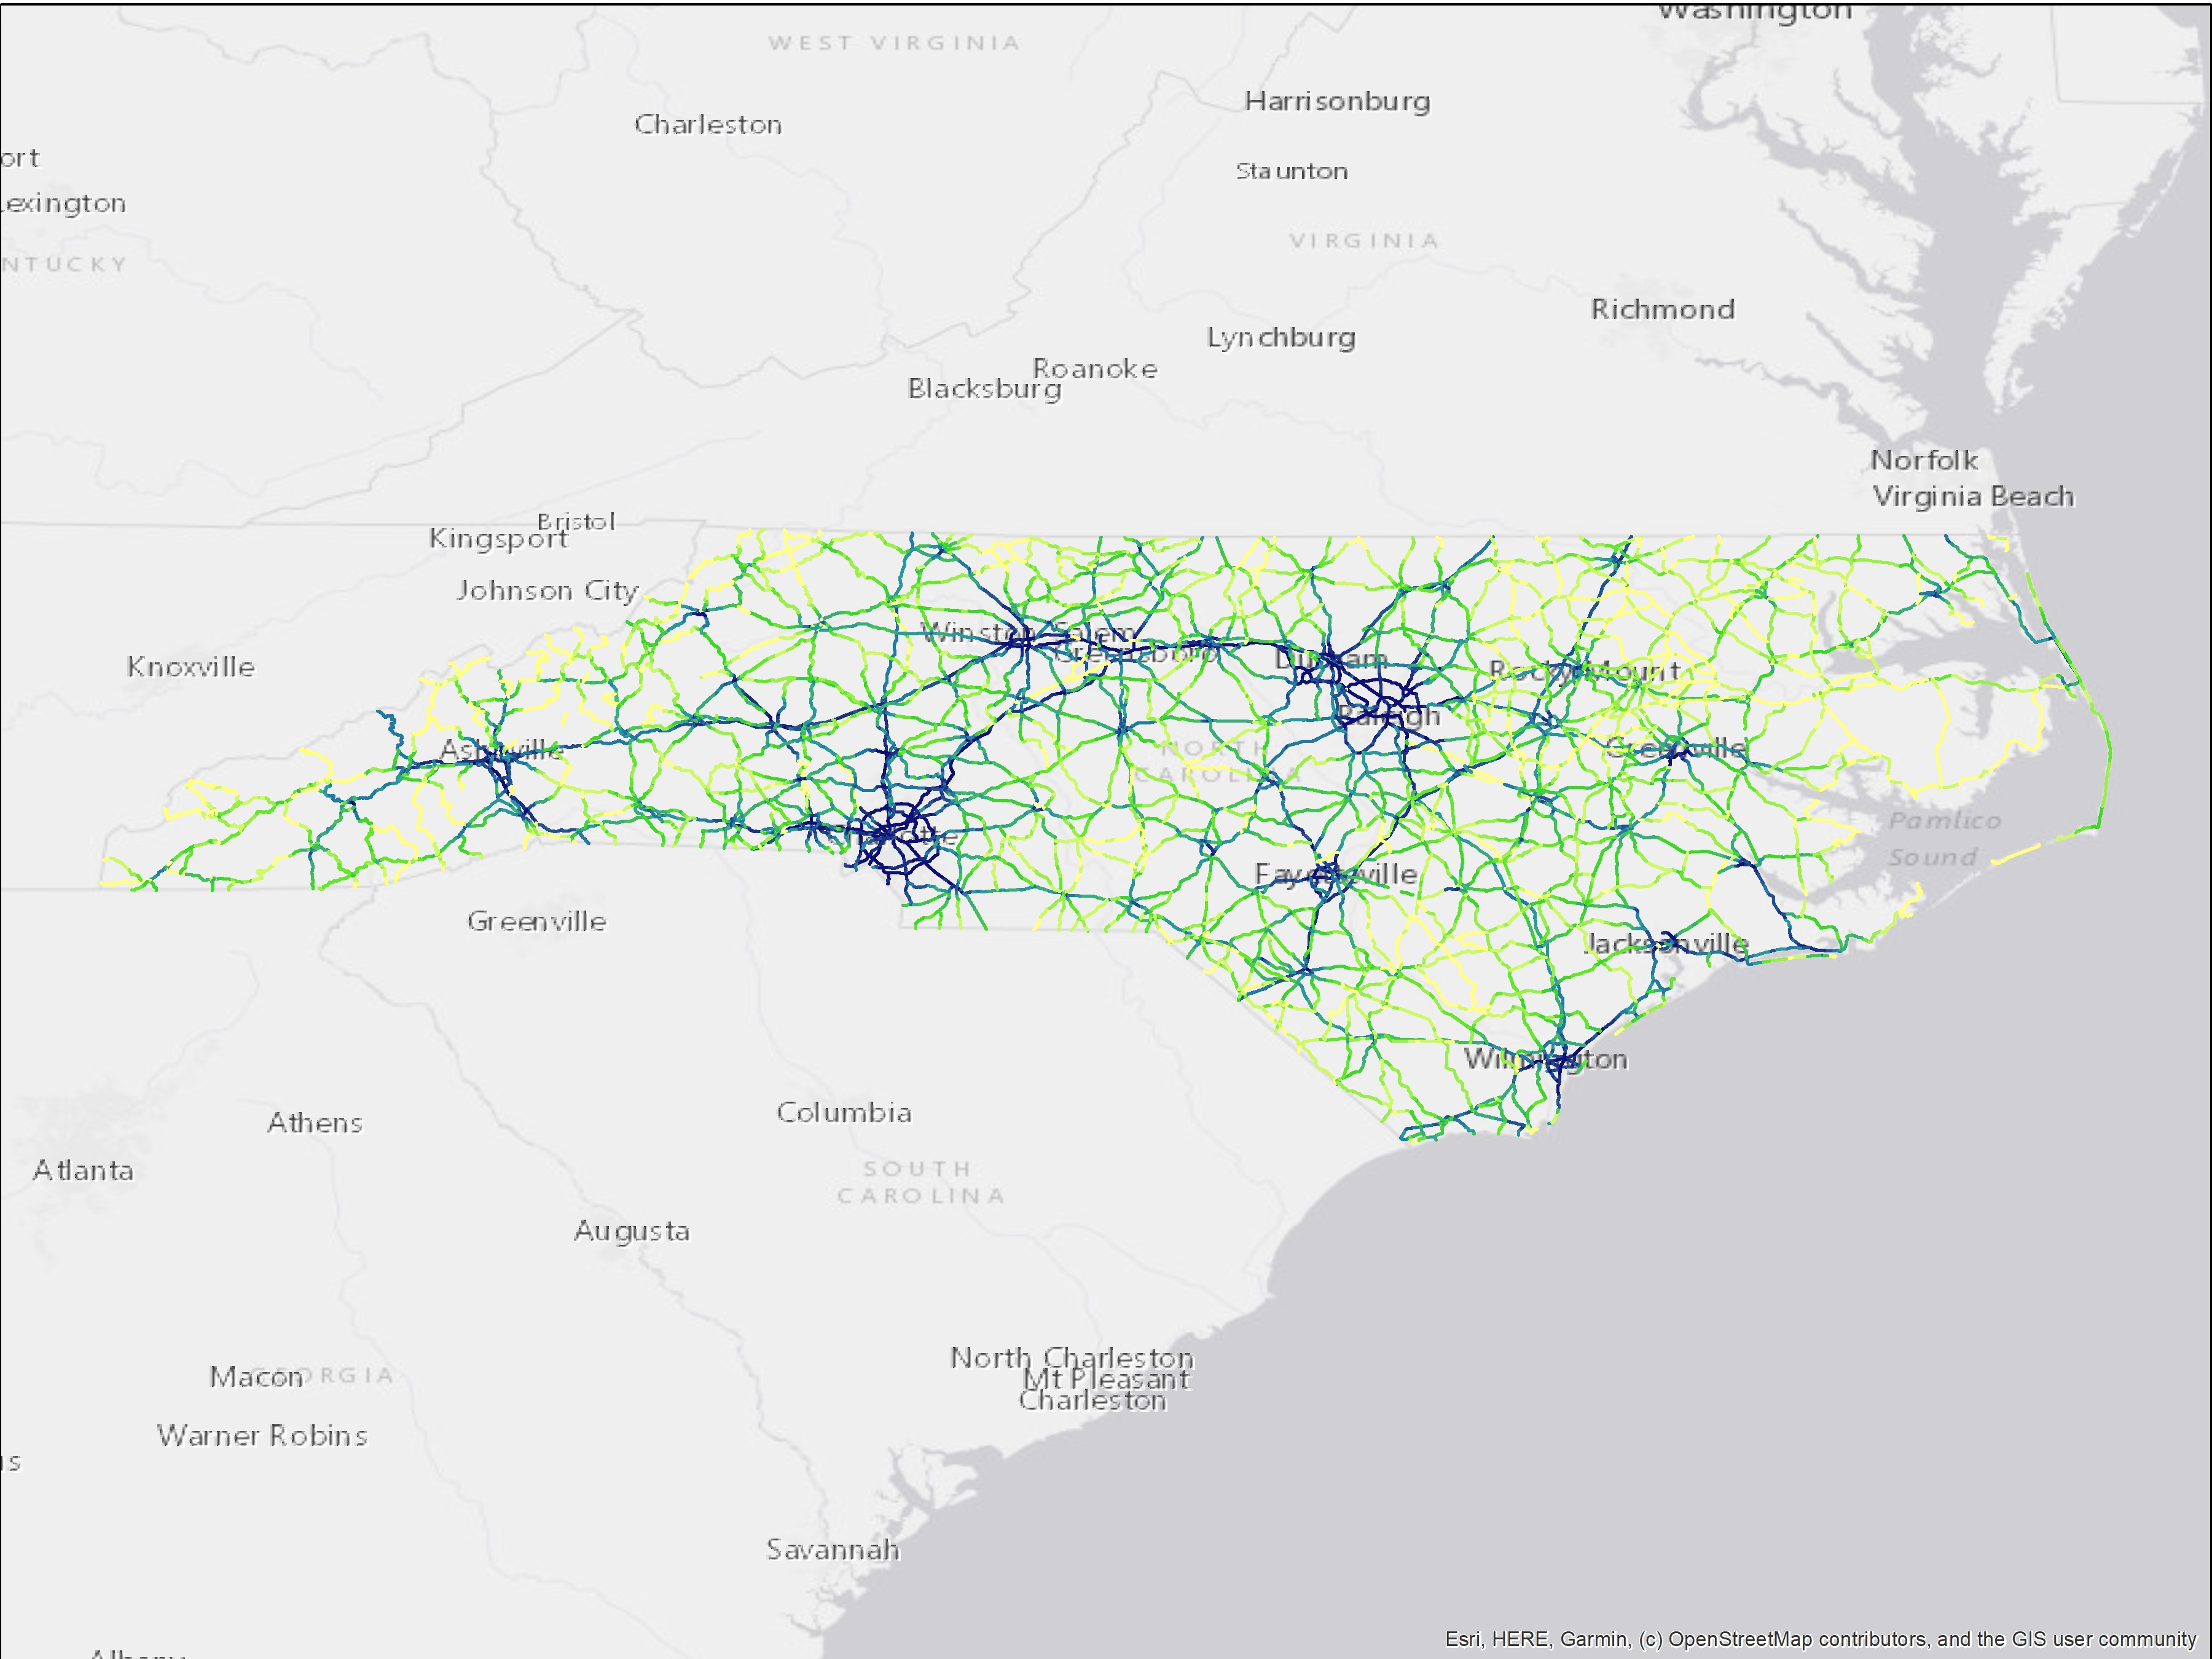 Washington
WEST VIRGINIA
Harrisonburg
Charleston
ort
Staunton
exington
VIRGINIA
NTUCKY
Richmond
Lynchburg
Roanoke
Blacksburg
Norfolk
Virginia Beach
Bristol
Kingsport
Johnson City
Winston Salem
Greensboro
Durham
Knoxville
Rocky Mount
Raleigh
Asheville
NORTH
CAROLINA
Greenville
Pamlico
Sound
Charlotte
Fayetteville
Greenville
Jacksonville
Wilmington
Columbia
Athens
Atlanta
SOUTH
CAROLINA
Augusta
North Charleston
Mt Pleasant
Charleston
Macon
GEORGIA
Warner Robins
is
Savannah
Esri, HERE, Garmin, (c) OpenStreetMap contributors, and the GIS user community